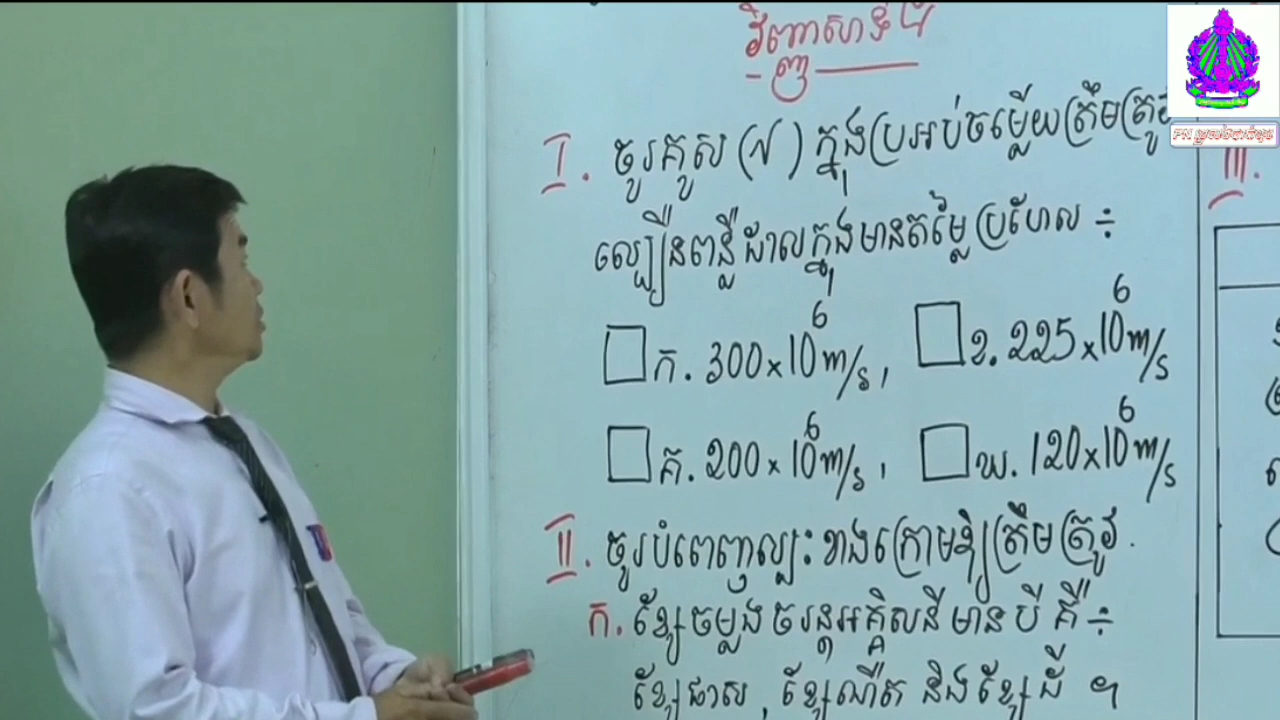 វិញ្ញាសាទី
I. ចូរគូស (√) ក្នុងប្រអប់ចម្លើយត្រឹមត្រូវ
ល្បឿនពន្លឺដាលក្នុងមានតម្លៃប្រហែល ÷
ក. 300×10⁶m/s, ខ. 225×10⁶m/s
គ. 200×10⁶m/s, ឃ. 120×10⁶m/s
II. ចូរបំពេញល្បះខាងក្រោមឱ្យត្រឹមត្រូវ.
ក. ខ្សែចម្លងចរន្តអគ្គិសនីមានបី គឺ ÷
ខ្សែផាស, ខ្សែណឺត និងខ្សែដី ។
III.